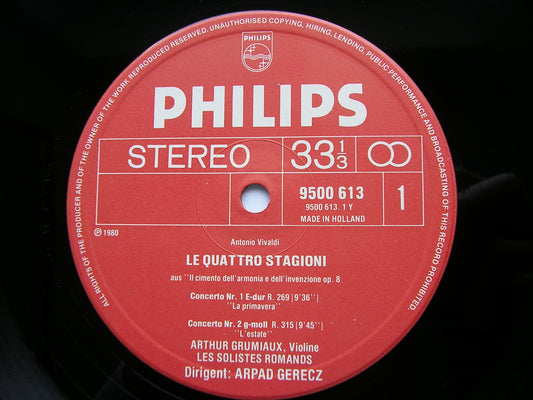 ALL RIGHTS OF THE PRODUCER AND OF THE OWNER OF THE WORK REPRODUCED RESERVED. UNAUTHORISED COPYING, HIRING, LENDING, PUBLIC PERFORMANCE AND BROADCASTING OF THIS RECORD PROHIBITED.
PHILIPS
PHILIPS
STEREO 33 1/3
9500 613
9500 613. 1 Y
MADE IN HOLLAND
1
℗ 1980
Antonio Vivaldi
LE QUATTRO STAGIONI
aus "Il cimento dell'armonia e dell'invenzione op. 8
Concerto Nr. 1 E-dur R. 269 [9'36'']
"La primavera"
Concerto Nr. 2 g-moll R. 315 [9'45'']
"L'estate"
ARTHUR GRUMIAUX, Violine
LES SOLISTES ROMANDS
Dirigent: ARPAD GERECZ